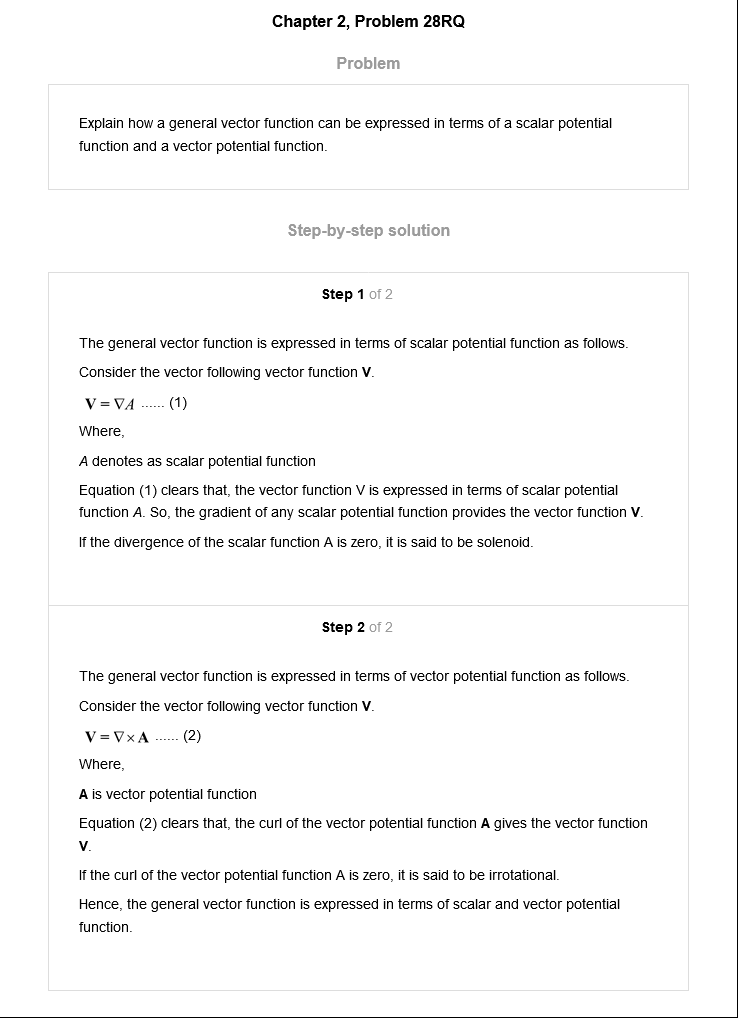 Chapter 2, Problem 28RQ
Problem
Explain how a general vector function can be expressed in terms of a scalar potential
function and a vector potential function.
Step-by-step solution
Step 1 of 2
The general vector function is expressed in terms of scalar potential function as follows.
Consider the vector following vector function V.
V = ∇A ...... (1)
Where,
A denotes as scalar potential function
Equation (1) clears that, the vector function V is expressed in terms of scalar potential
function A. So, the gradient of any scalar potential function provides the vector function V.
If the divergence of the scalar function A is zero, it is said to be solenoid.
Step 2 of 2
The general vector function is expressed in terms of vector potential function as follows.
Consider the vector following vector function V.
V = ∇ × A ...... (2)
Where,
A is vector potential function
Equation (2) clears that, the curl of the vector potential function A gives the vector function
V.
If the curl of the vector potential function A is zero, it is said to be irrotational.
Hence, the general vector function is expressed in terms of scalar and vector potential
function.